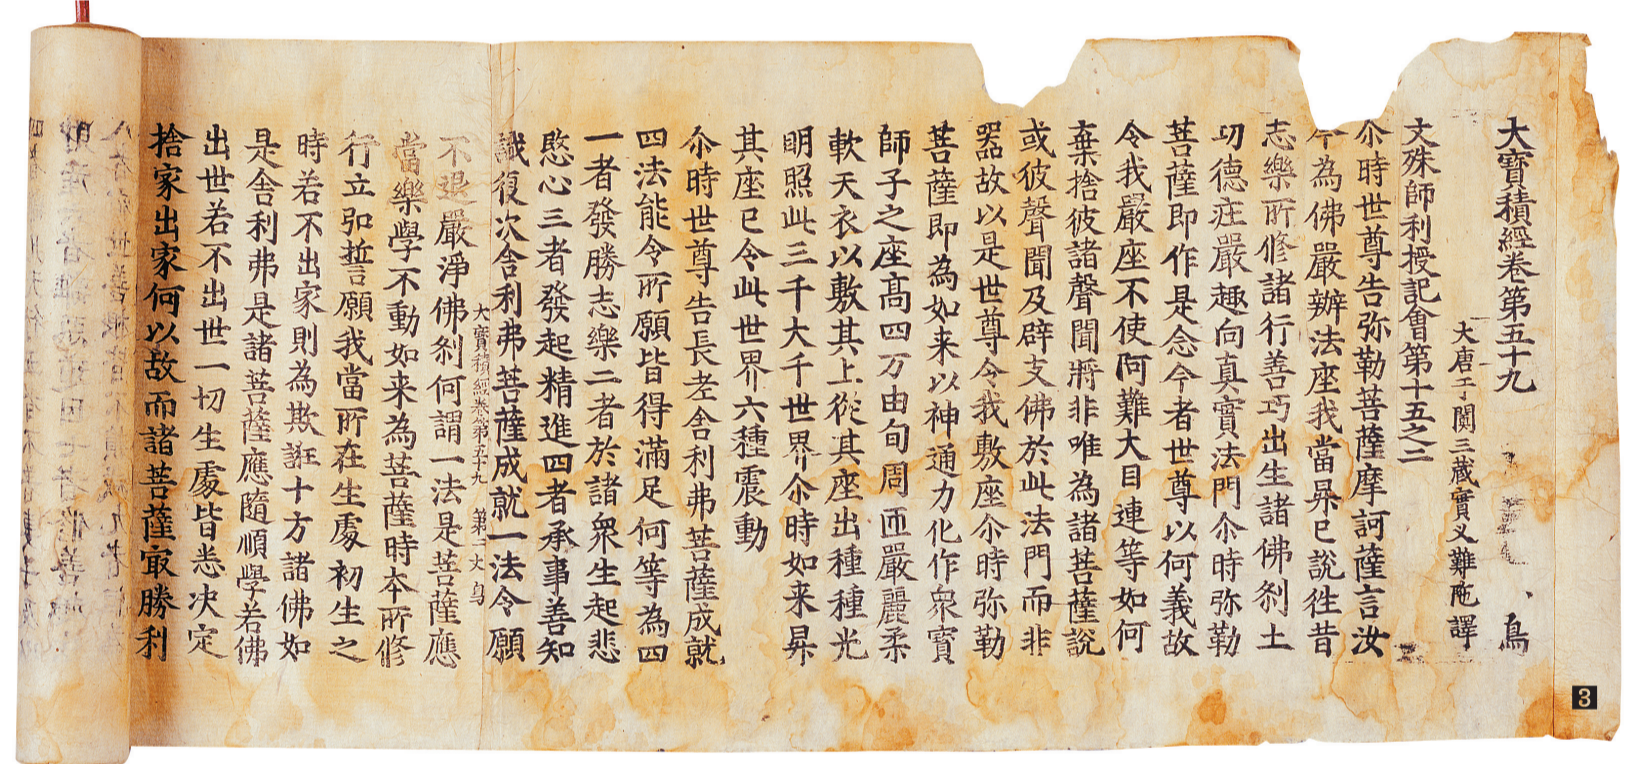 大寶積經卷第五十九
鳥
大唐于闐三藏實叉難陁譯
文殊師利授記會第十五之二
尒時世尊告弥勒菩薩摩訶薩言汝
今為佛嚴辦法座我當昇已說往昔
志樂所修諸行善巧出生諸佛剎土
功德莊嚴趣向真實法門尒時弥勒
菩薩即作是念今者世尊以何義故
令我嚴座不使阿難大目連等如何
棄捨彼諸聲聞將非唯為諸菩薩說
或彼聲聞及辟支佛於此法門而非
器故以是世尊令我敷座尒時弥勒
菩薩即為如来以神通力化作衆寶
師子之座高四万由旬周迊嚴麗柔
軟天衣以敷其上從其座出種種光
明照此三千大千世界尒時如来昇
其座已令此世界六種震動
尒時世尊告長老舍利弗菩薩成就
四法能令所願皆得滿足何等為四
一者發勝志樂二者於諸衆生起悲
愍心三者發起精進四者承事善知
識復次舍利弗菩薩成就一法令願
大寶積經卷第五十九 第二丈 鳥
不退嚴淨佛剎何謂一法是菩薩應
當樂學不動如来為菩薩時本所修
行立弘誓言願我當所在生處初生之
時若不出家則為欺誑十方諸佛如
是舍利弗是諸菩薩應隨順學若佛
出世若不出世一切生處皆悉決定
捨家出家何以故而諸菩薩㝡勝利
3